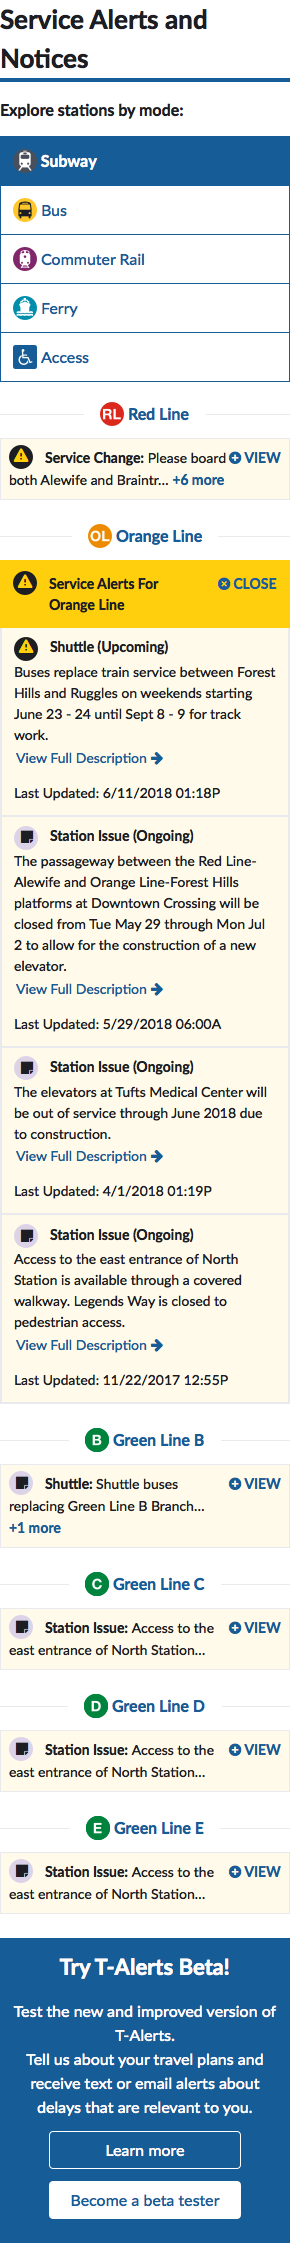 Service Alerts and
Notices
Explore stations by mode:
Subway
Bus
Commuter Rail
Ferry
Access
RL Red Line
Service Change: Please board VIEW
both Alewife and Braintr... +6 more
OL Orange Line
Service Alerts For CLOSE
Orange Line
Shuttle (Upcoming)
Buses replace train service between Forest
Hills and Ruggles on weekends starting
June 23 - 24 until Sept 8 - 9 for track
work.
View Full Description
Last Updated: 6/11/2018 01:18P
Station Issue (Ongoing)
The passageway between the Red Line-
Alewife and Orange Line-Forest Hills
platforms at Downtown Crossing will be
closed from Tue May 29 through Mon Jul
2 to allow for the construction of a new
elevator.
View Full Description
Last Updated: 5/29/2018 06:00A
Station Issue (Ongoing)
The elevators at Tufts Medical Center will
be out of service through June 2018 due
to construction.
View Full Description
Last Updated: 4/1/2018 01:19P
Station Issue (Ongoing)
Access to the east entrance of North
Station is available through a covered
walkway. Legends Way is closed to
pedestrian access.
View Full Description
Last Updated: 11/22/2017 12:55P
B Green Line B
Shuttle: Shuttle buses VIEW
replacing Green Line B Branch...
+1 more
C Green Line C
Station Issue: Access to the VIEW
east entrance of North Station...
D Green Line D
Station Issue: Access to the VIEW
east entrance of North Station...
E Green Line E
Station Issue: Access to the VIEW
east entrance of North Station...
Try T-Alerts Beta!
Test the new and improved version of
T-Alerts.
Tell us about your travel plans and
receive text or email alerts about
delays that are relevant to you.
Learn more
Become a beta tester